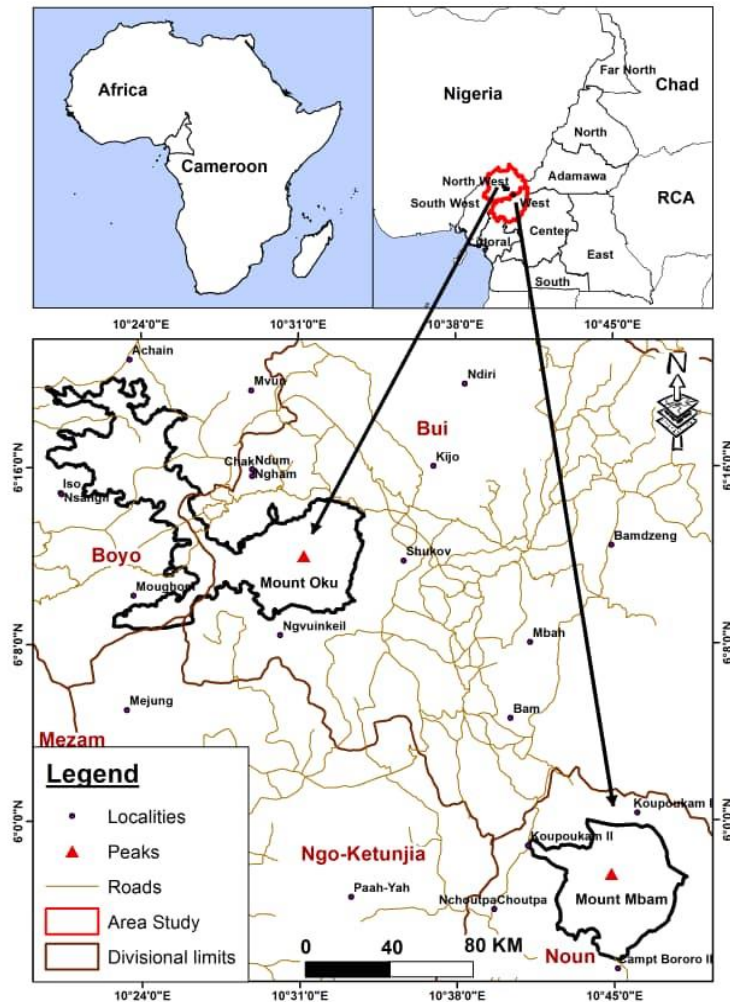 Africa
Cameroon
Nigeria
Far North
Chad
North
Adamawa
North West
South West
West
RCA
Center
toral
East
South
10°24'0"E
10°31'0"E
10°38'0"E
10°45'0"E
Achain
Mvun
Ndiri
N
Bui
Chak
Ndum
Ngham
Kijo
6°16'0"N
6°16'0"N
Iso
Nsangli
Bamdzeng
Boyo
Shukov
Mount Oku
Moughom
Ngvuinkeil
Mbah
6°8'0"N
6°8'0"N
Mejung
Bam
Mezam
Legend
Localities
Peaks
Roads
Area Study
Divisional limits
Koupoukam I
6°0'0"N
6°0'0"N
Koupoukam II
Ngo-Ketunjia
Paah-Yah
NchoutpaChoutpa
Mount Mbam
Noun
Campt Bororo II
0 40 80 KM
10°24'0"E
10°31'0"E
10°38'0"E
10°45'0"E